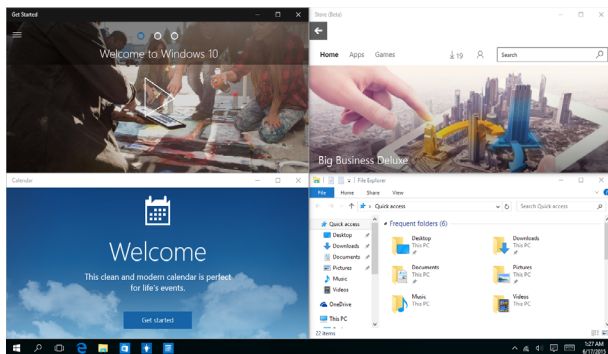 Get Started
Welcome to Windows 10
Store (Beta)
Home Apps Games 19 Search
Big Business Deluxe
Calendar
Welcome
This clean and modern calendar is perfect
for life's events.
Get started
File Explorer
File Home Share View
Quick access Search Quick access
Quick access
Desktop
Downloads
Documents
Pictures
Music
Videos
OneDrive
This PC
Frequent folders (6)
Desktop
This PC
Downloads
This PC
Documents
This PC
Pictures
This PC
Music
This PC
Videos
This PC
22 items
1:27 AM
6/17/2015